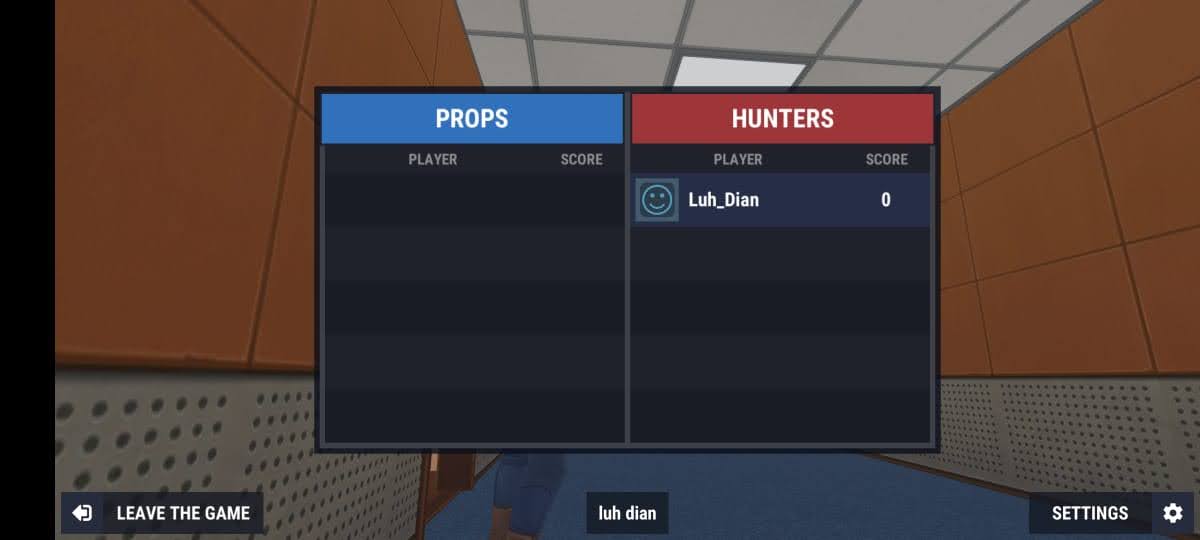 PROPS
HUNTERS
PLAYER SCORE
PLAYER SCORE
Luh_Dian 0
LEAVE THE GAME
luh dian
SETTINGS